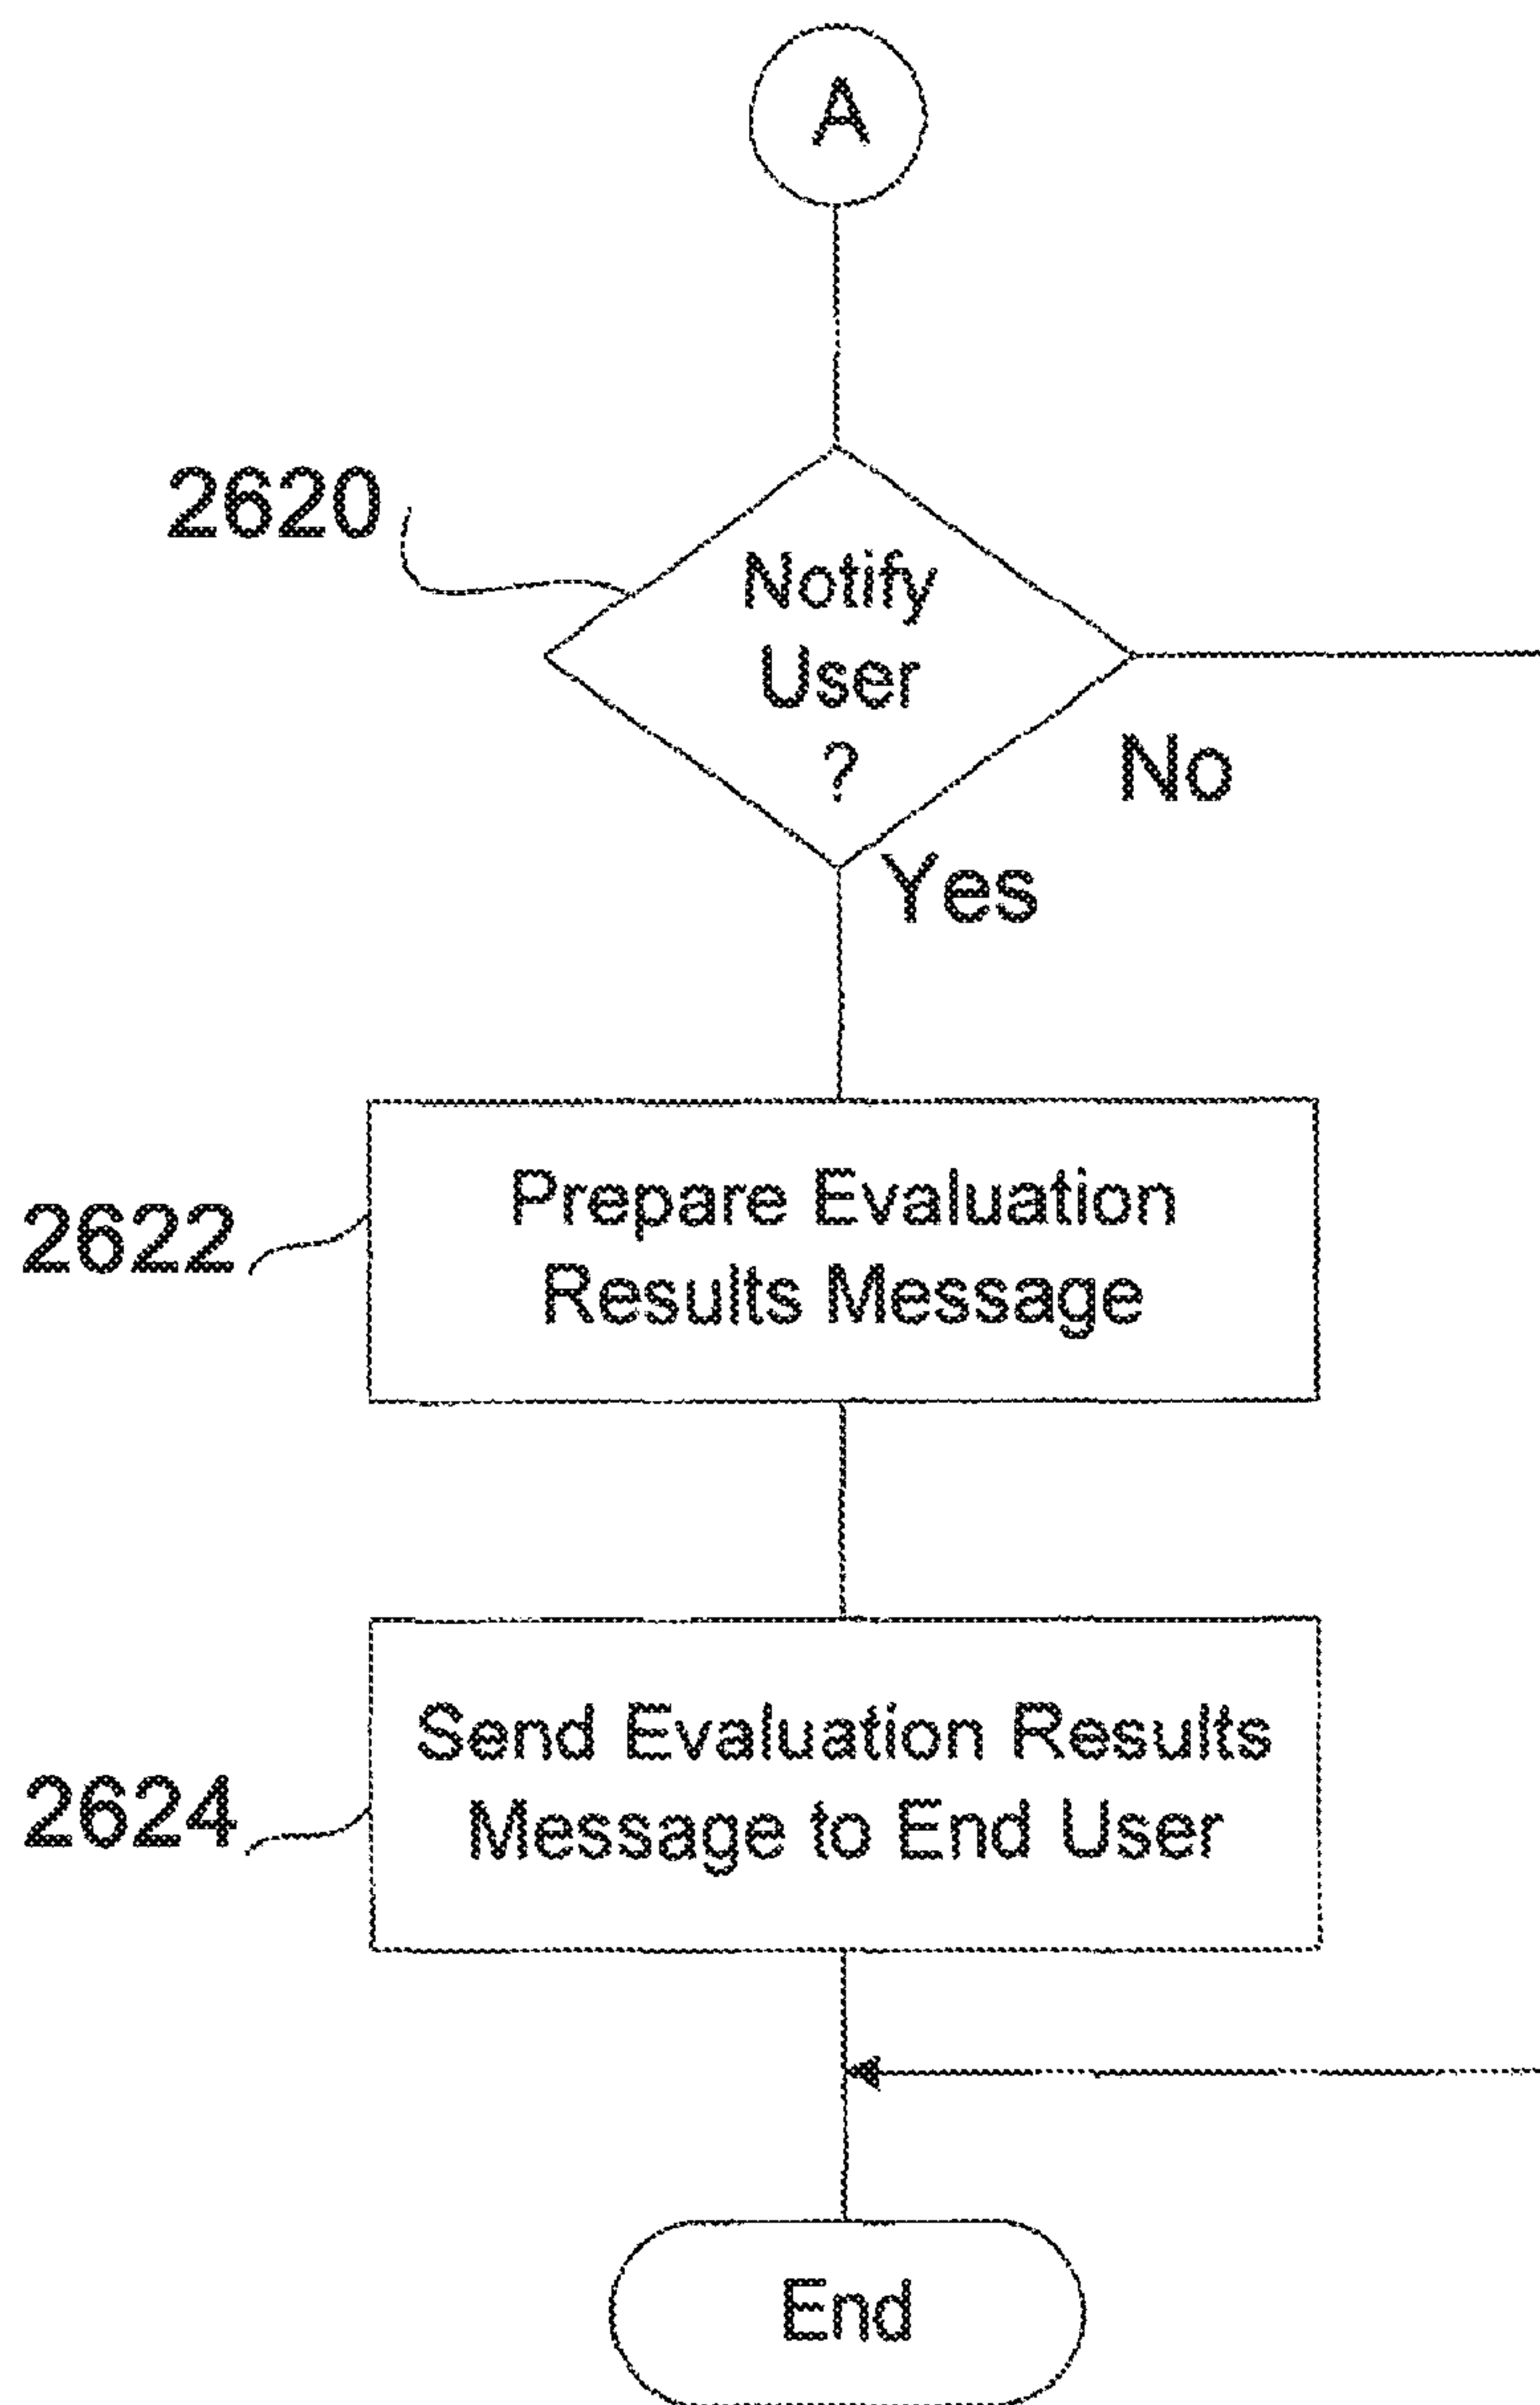 A
2620
Notify
User
?
No
Yes
2622
Prepare Evaluation
Results Message
2624
Send Evaluation Results
Message to End User
End